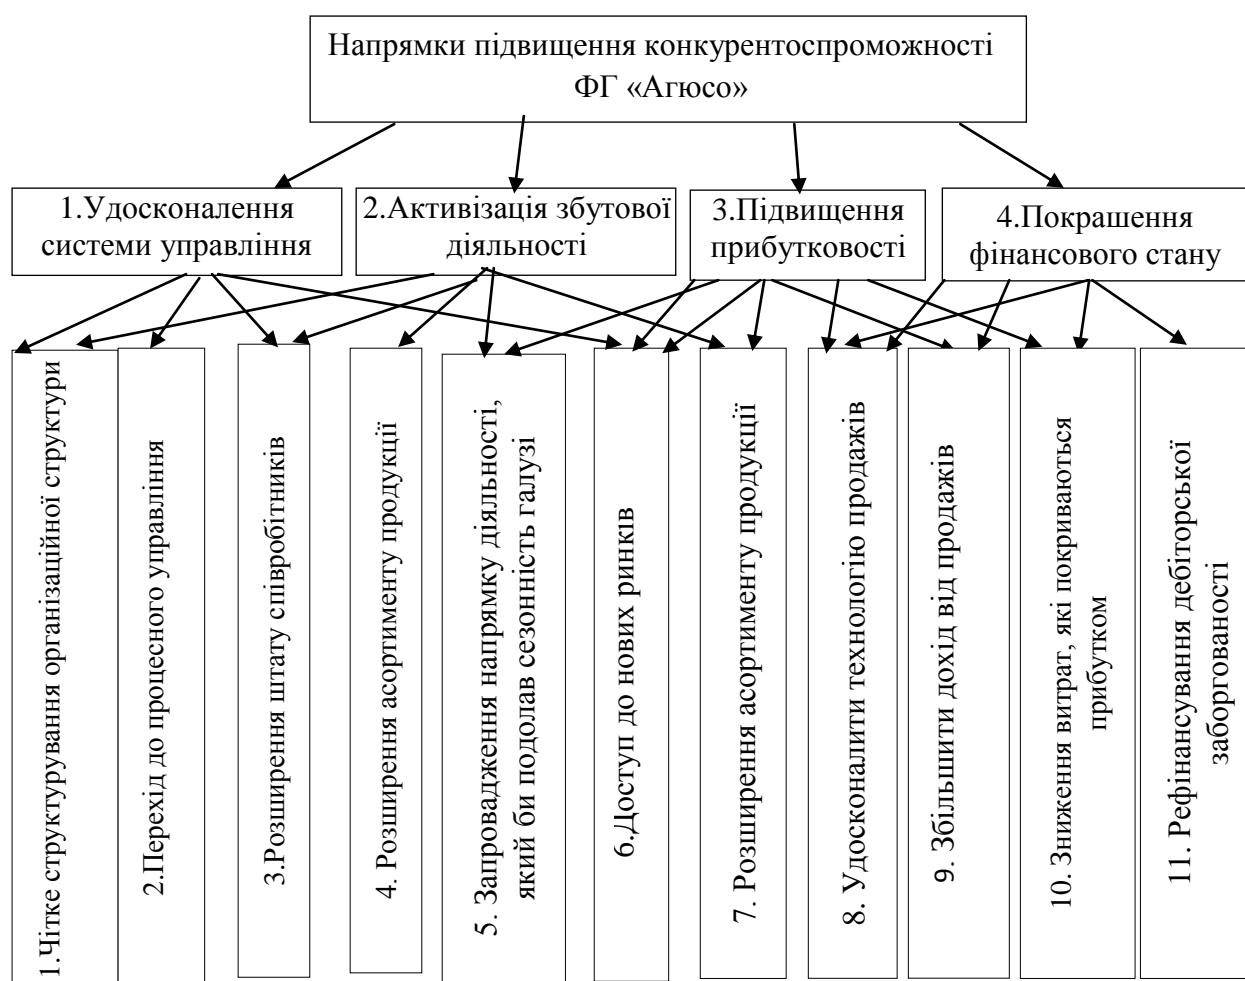 Напрямки підвищення конкурентоспроможності
ФГ «Агюсо»
1.Удосконалення
системи управління
2.Активізація збутової
діяльності
3.Підвищення
прибутковості
4.Покрашення
фінансового стану
1.Чітке структурування організаційної структури
2.Перехід до процесного управління
3.Розширення штату співробітників
4. Розширення асортименту продукції
5. Запровадження напрямку діяльності,
який би подолав сезонність галузі
6.Доступ до нових ринків
7. Розширення асортименту продукції
8. Удосконалити технологію продажів
9. Збільшити дохід від продажів
10. Зниження витрат, які покриваються
прибутком
11. Рефінансування дебіторської
заборгованості